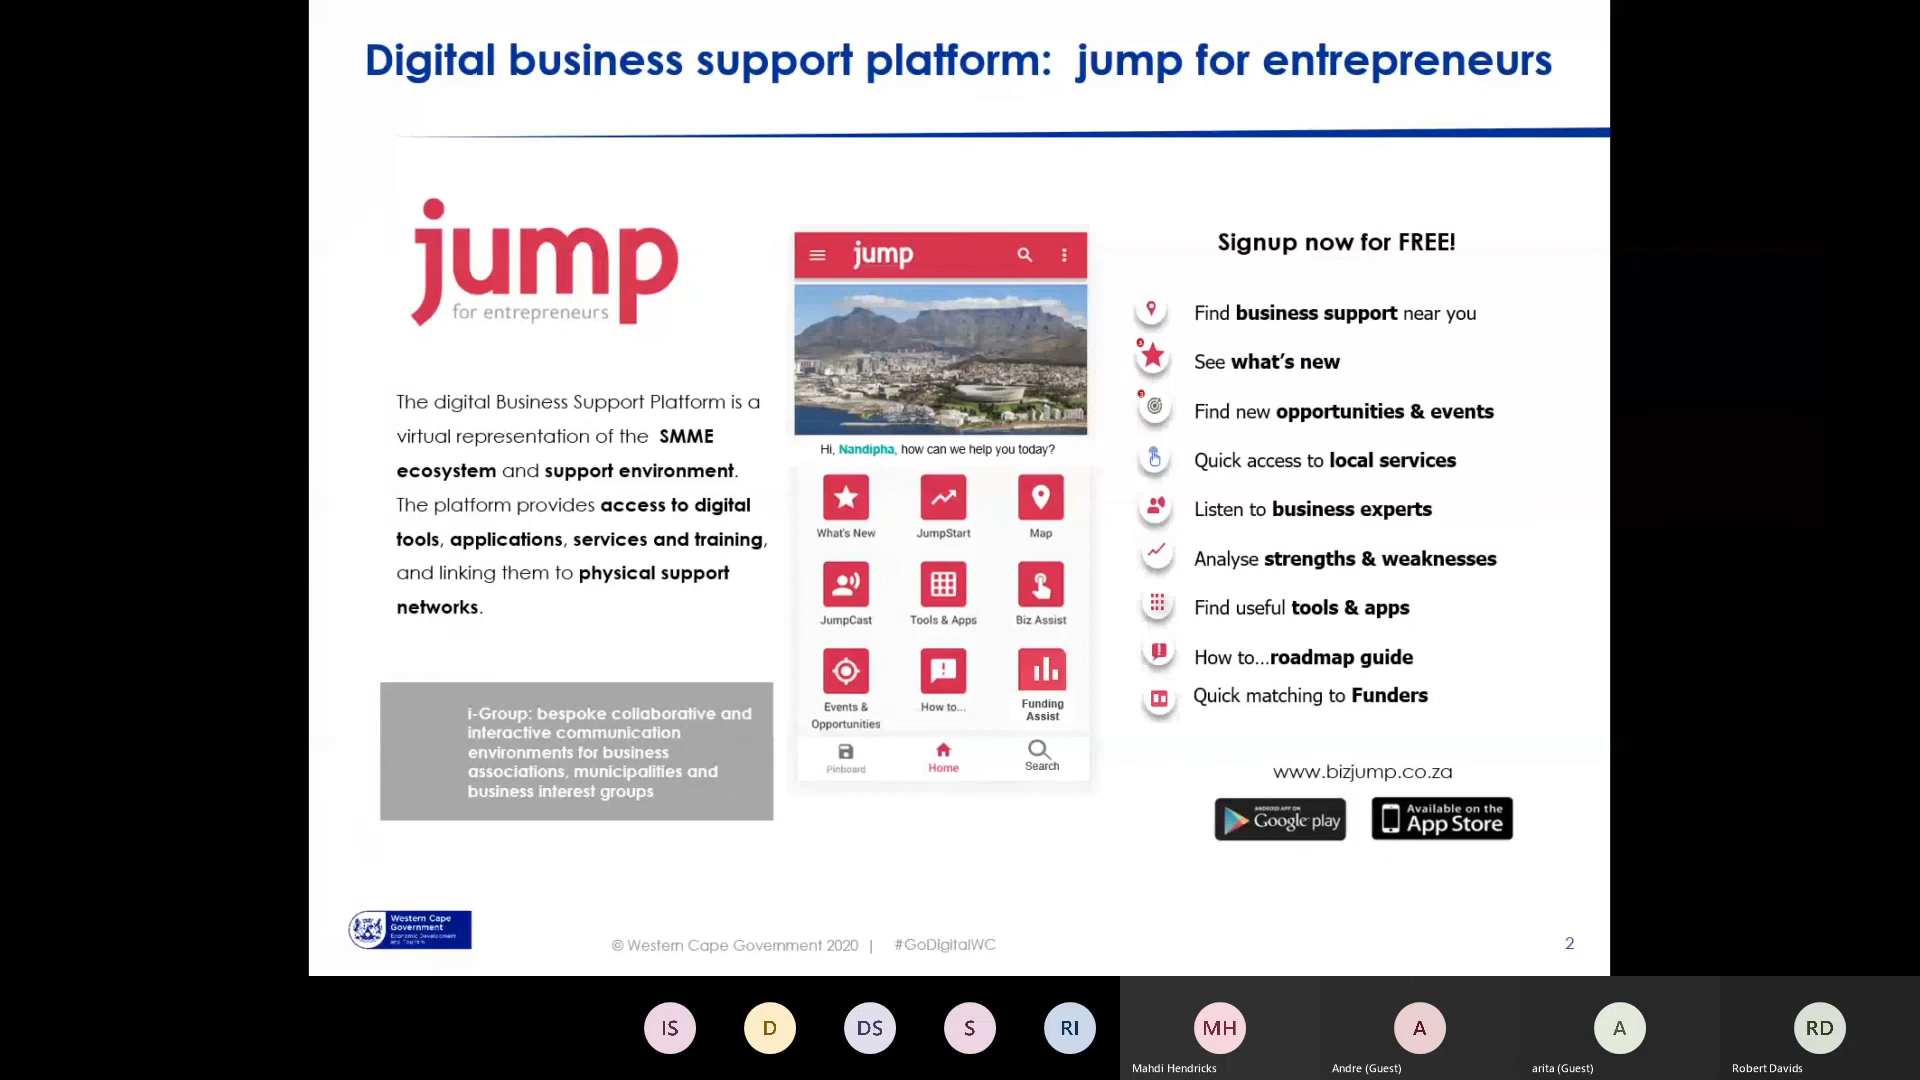 Digital business support platform: jump for entrepreneurs
jump
for entrepreneurs
The digital Business Support Platform is a
virtual representation of the SMME
ecosystem and support environment.
The platform provides access to digital
tools, applications, services and training,
and linking them to physical support
networks.
i-Group: bespoke collaborative and
interactive communication
environments for business
associations, municipalities and
business interest groups
jump
Hi, Nandipha, how can we help you today?
What's New
JumpStart
Map
JumpCast
Tools & Apps
Biz Assist
Events &
Opportunities
How to...
Funding
Assist
Pinboard
Home
Search
Signup now for FREE!
Find business support near you
See what's new
Find new opportunities & events
Quick access to local services
Listen to business experts
Analyse strengths & weaknesses
Find useful tools & apps
How to...roadmap guide
Quick matching to Funders
www.bizjump.co.za
ANDROID APP ON
Google play
Available on the
App Store
Western Cape
Government
Economic Development
and Tourism
© Western Cape Government 2020 |
#GoDigitalWC
2
IS
D
DS
S
RI
MH
A
A
RD
Mahdi Hendricks
Andre (Guest)
arita (Guest)
Robert Davids